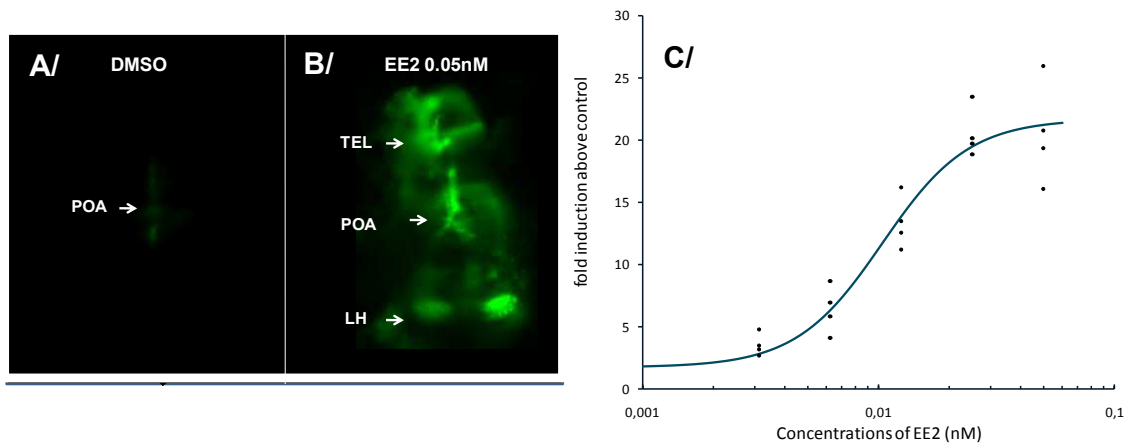 A/
DMSO
POA
B/
EE2 0.05nM
TEL
POA
LH
C/
fold induction above control
30
25
20
15
10
5
0
0,001
0,01
0,1
Concentrations of EE2 (nM)